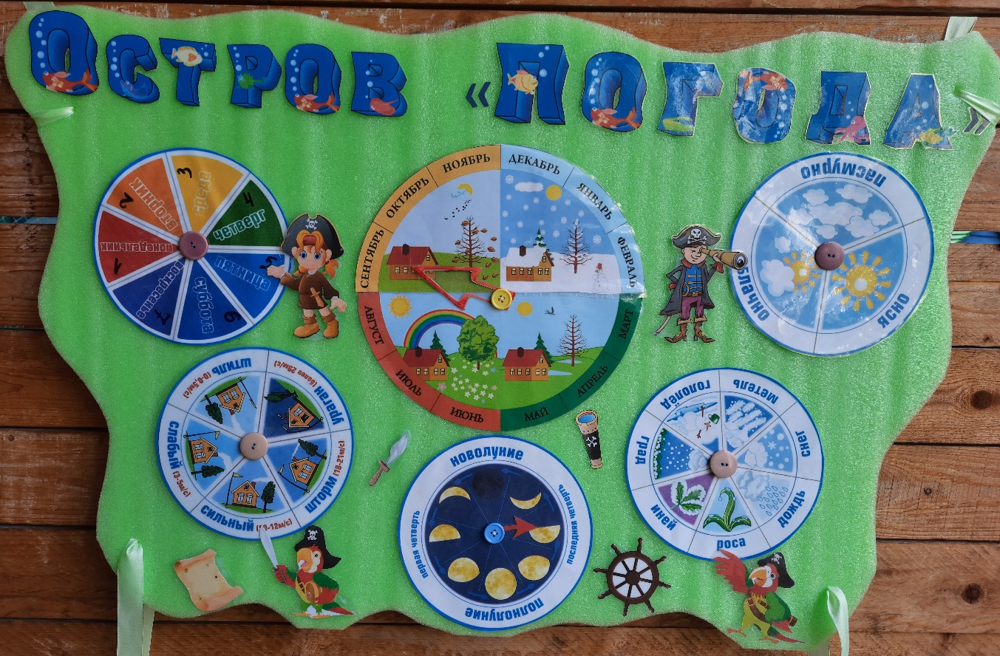 ОСТРОВ «ПОГОДА»
1 ПОНЕДЕЛЬНИК
2 ВТОРНИК
3 СРЕДА
4 ЧЕТВЕРГ
5 ПЯТНИЦА
6 СУББОТА
7 ВОСКРЕСЕНЬЕ
ДЕКАБРЬ
ЯНВАРЬ
ФЕВРАЛЬ
МАРТ
АПРЕЛЬ
МАЙ
ИЮНЬ
ИЮЛЬ
АВГУСТ
СЕНТЯБРЬ
ОКТЯБРЬ
НОЯБРЬ
пасмурно
ясно
облачно
штиль
(0-0,5м/с)
ураган
(более 29м/с)
шторм (18-21м/с)
сильный (10-12м/с)
слабый (3-5м/с)
новолуние
последняя четверть
полнолуние
первая четверть
гололёд
метель
снег
дождь
роса
иней
град